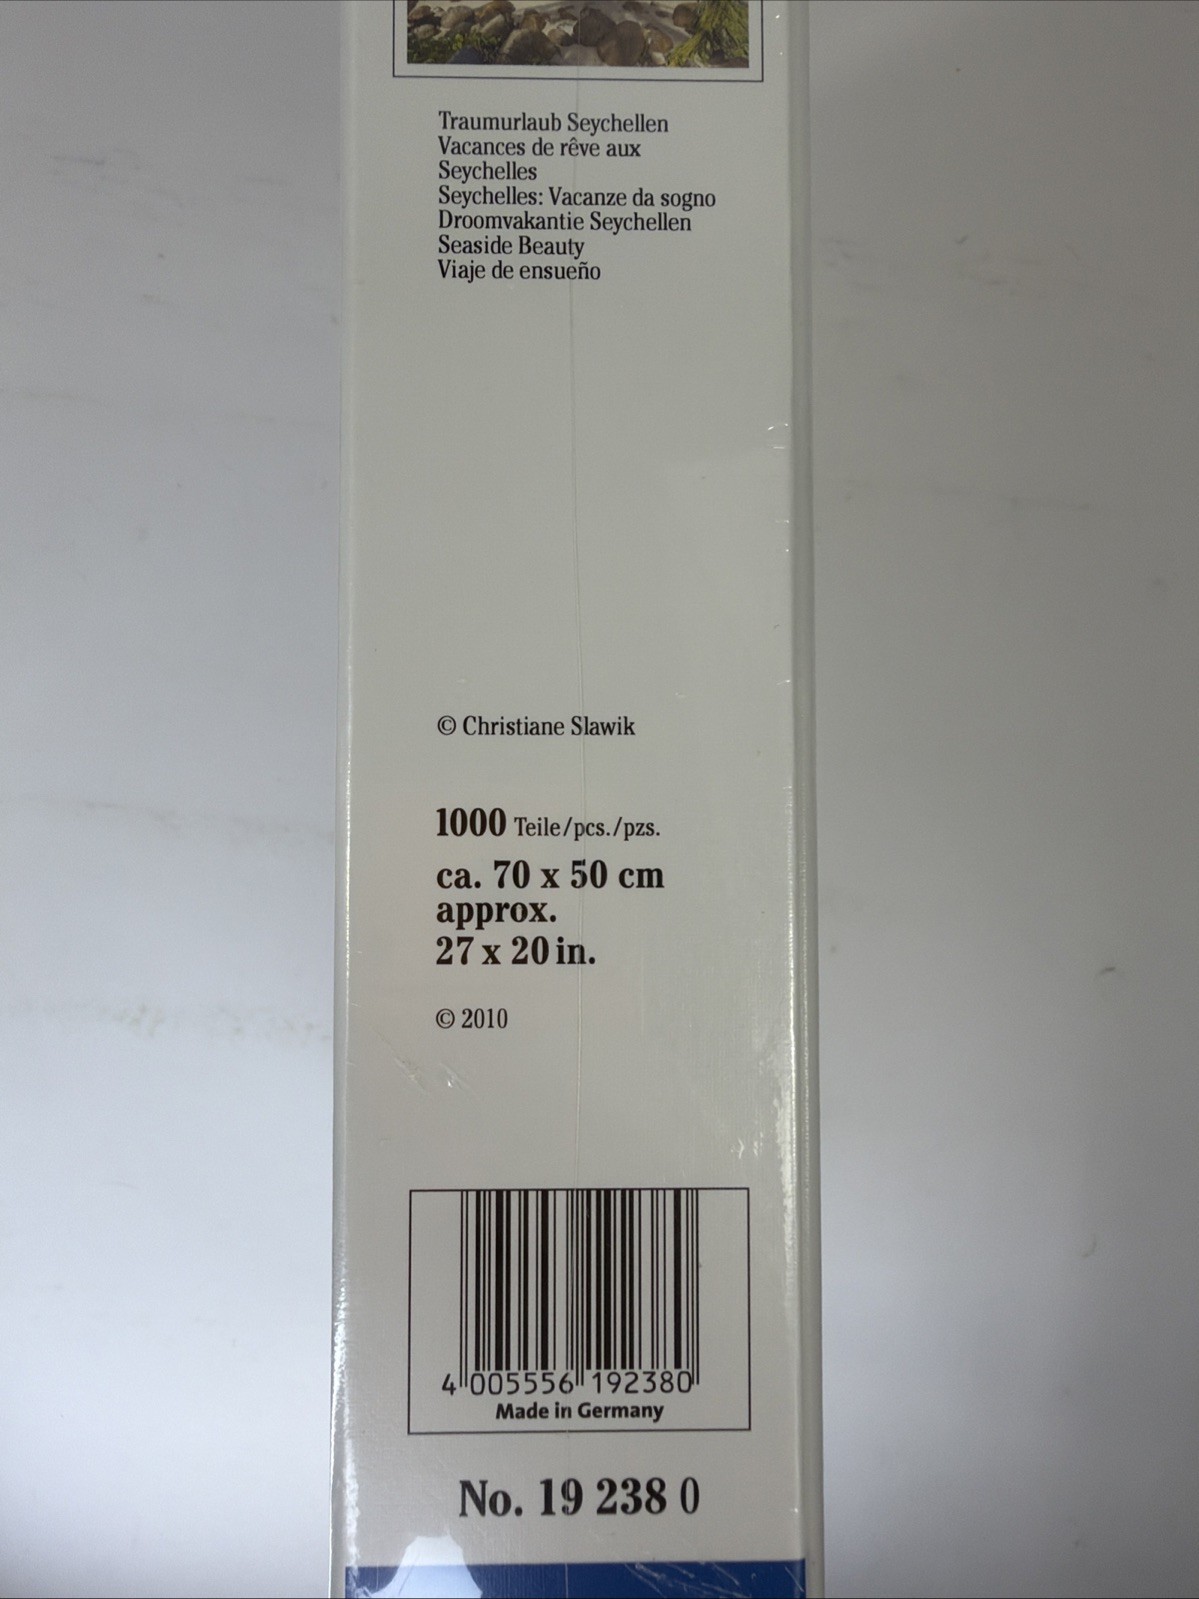 Traumurlaub Seychellen
Vacances de rêve aux
Seychelles
Seychelles: Vacanze da sogno
Droomvakantie Seychellen
Seaside Beauty
Viaje de ensueño
© Christiane Slawik
1000 Teile/pcs./pzs.
ca. 70 x 50 cm
approx.
27 x 20 in.
© 2010
4 005556 192380
Made in Germany
No. 19 238 0